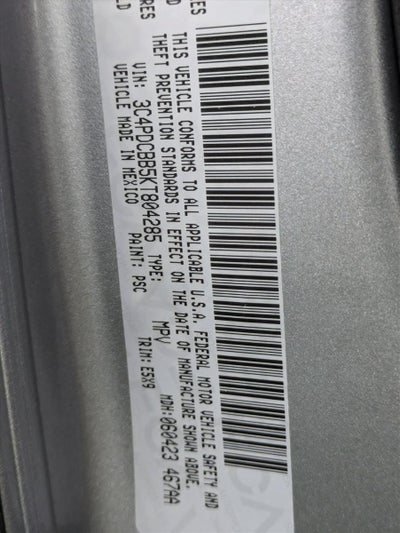 THIS VEHICLE CONFORMS TO ALL APPLICABLE U.S.A. FEDERAL MOTOR VEHICLE SAFETY AND
THEFT PREVENTION STANDARDS IN EFFECT ON THE DATE OF MANUFACTURE SHOWN ABOVE.
VIN: 3C4PDCBB5KT804285 TYPE: MPV MDH:060423 467AA
VEHICLE MADE IN MEXICO PAINT: PSC TRIM: E5X9